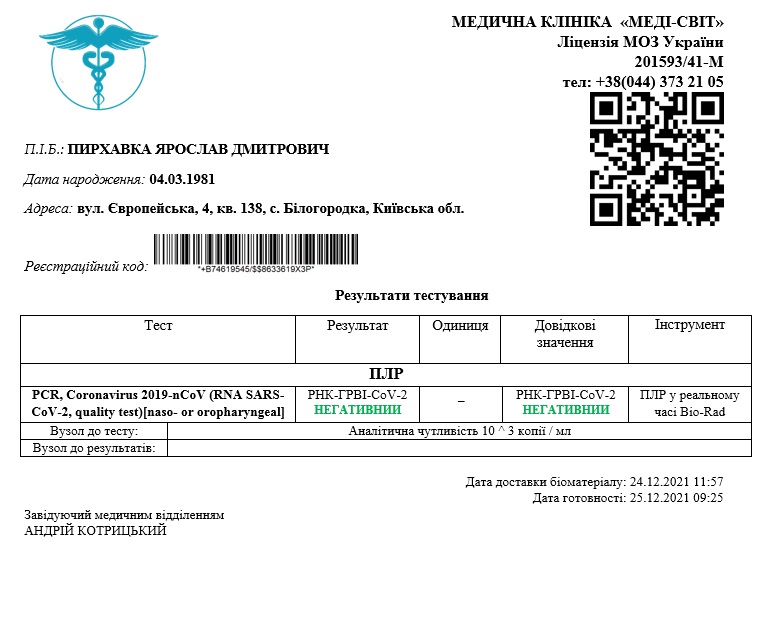 МЕДИЧНА КЛІНІКА «МЕДІ-СВІТ»
Ліцензія МОЗ України
201593/41-М
тел: +38(044) 373 21 05
П.І.Б.: ПИРХАВКА ЯРОСЛАВ ДМИТРОВИЧ
Дата народження: 04.03.1981
Адреса: вул. Європейська, 4, кв. 138, с. Білогородка, Київська обл.
Реєстраційний код:
*+B74619545/$$8633619X3P*
Результати тестування
Тест Результат Одиниця Довідкові значення Інструмент
ПЛР
PCR, Coronavirus 2019-nCoV (RNA SARS- РНК-ГРВІ-CoV-2 – РНК-ГРВІ-CoV-2 ПЛР у реальному
CoV-2, quality test)[naso- or oropharyngeal] НЕГАТИВНИИ НЕГАТИВНИИ часі Bio-Rad
Вузол до тесту: Аналітична чутливість 10 ^ 3 копії / мл
Вузол до результатів:
Дата доставки біоматеріалу: 24.12.2021 11:57
Дата готовності: 25.12.2021 09:25
Завідуючий медичним відділенням
АНДРІЙ КОТРИЦЬКИЙ